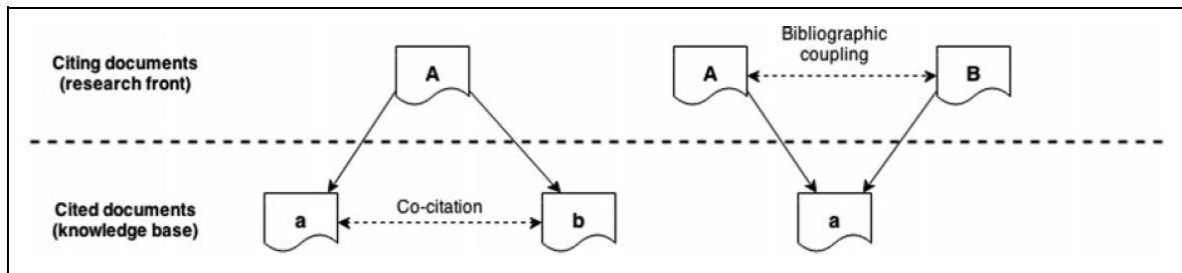 Citing documents
(research front)
A
A
Bibliographic
coupling
B
Cited documents
(knowledge base)
a
Co-citation
b
a